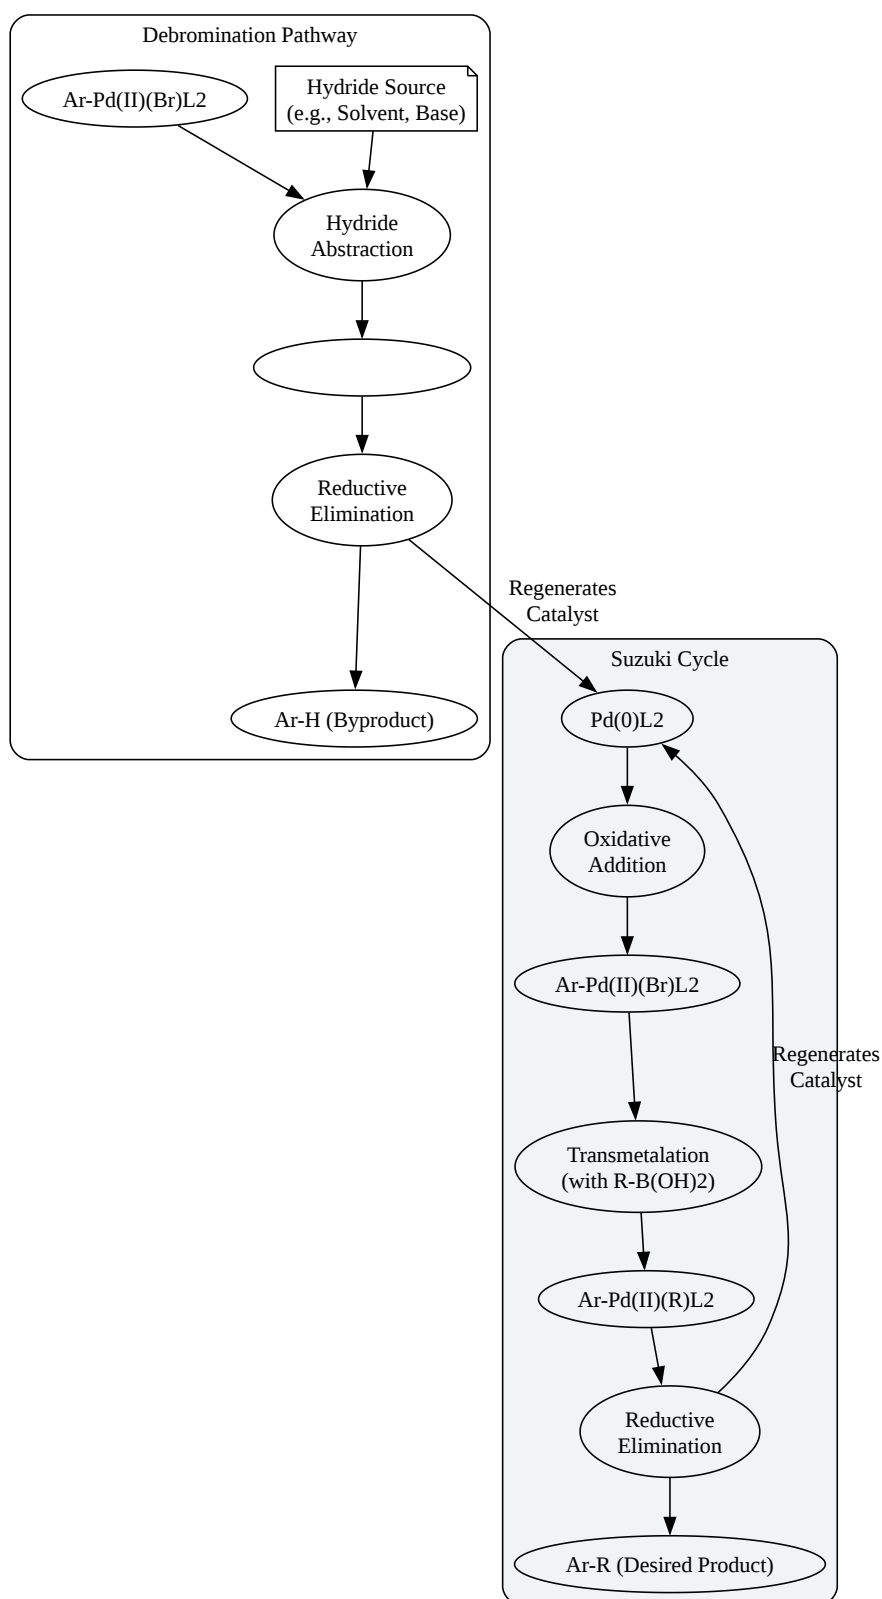 Debromination Pathway
Ar-Pd(II)(Br)L2
Hydride Source
(e.g., Solvent, Base)
Hydride
Abstraction
Reductive
Elimination
Regenerates
Catalyst
Ar-H (Byproduct)
Suzuki Cycle
Pd(0)L2
Oxidative
Addition
Ar-Pd(II)(Br)L2
Regenerates
Catalyst
Transmetalation
(with R-B(OH)2)
Ar-Pd(II)(R)L2
Reductive
Elimination
Ar-R (Desired Product)